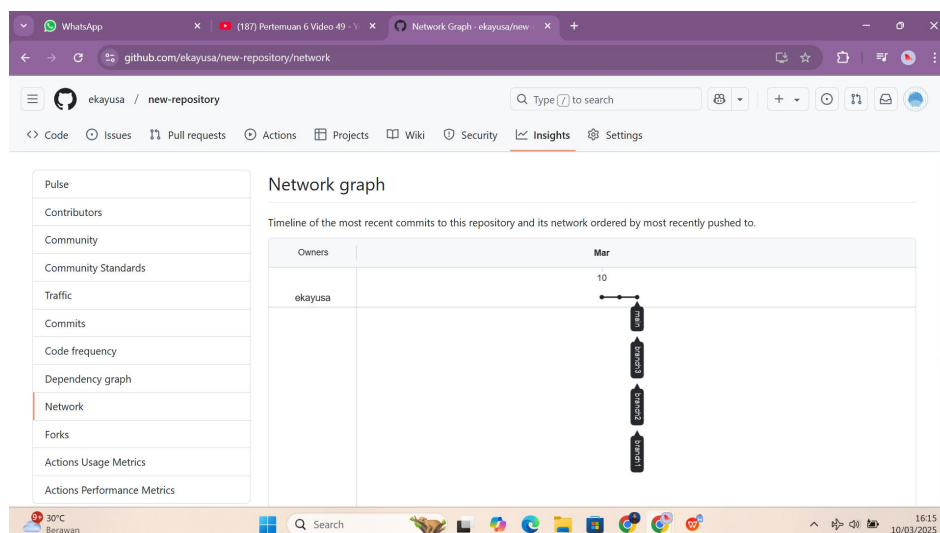 WhatsApp
(187) Pertemuan 6 Video 49 - Y
Network Graph · ekayusa/new-
github.com/ekayusa/new-repository/network
ekayusa / new-repository
Type / to search
Code
Issues
Pull requests
Actions
Projects
Wiki
Security
Insights
Settings
Pulse
Contributors
Community
Community Standards
Traffic
Commits
Code frequency
Dependency graph
Network
Forks
Actions Usage Metrics
Actions Performance Metrics
Network graph
Timeline of the most recent commits to this repository and its network ordered by most recently pushed to.
Owners
Mar
10
ekayusa
main
branch3
branch2
branch1
9+
30°C
Berawan
Search
16:15
10/03/2025